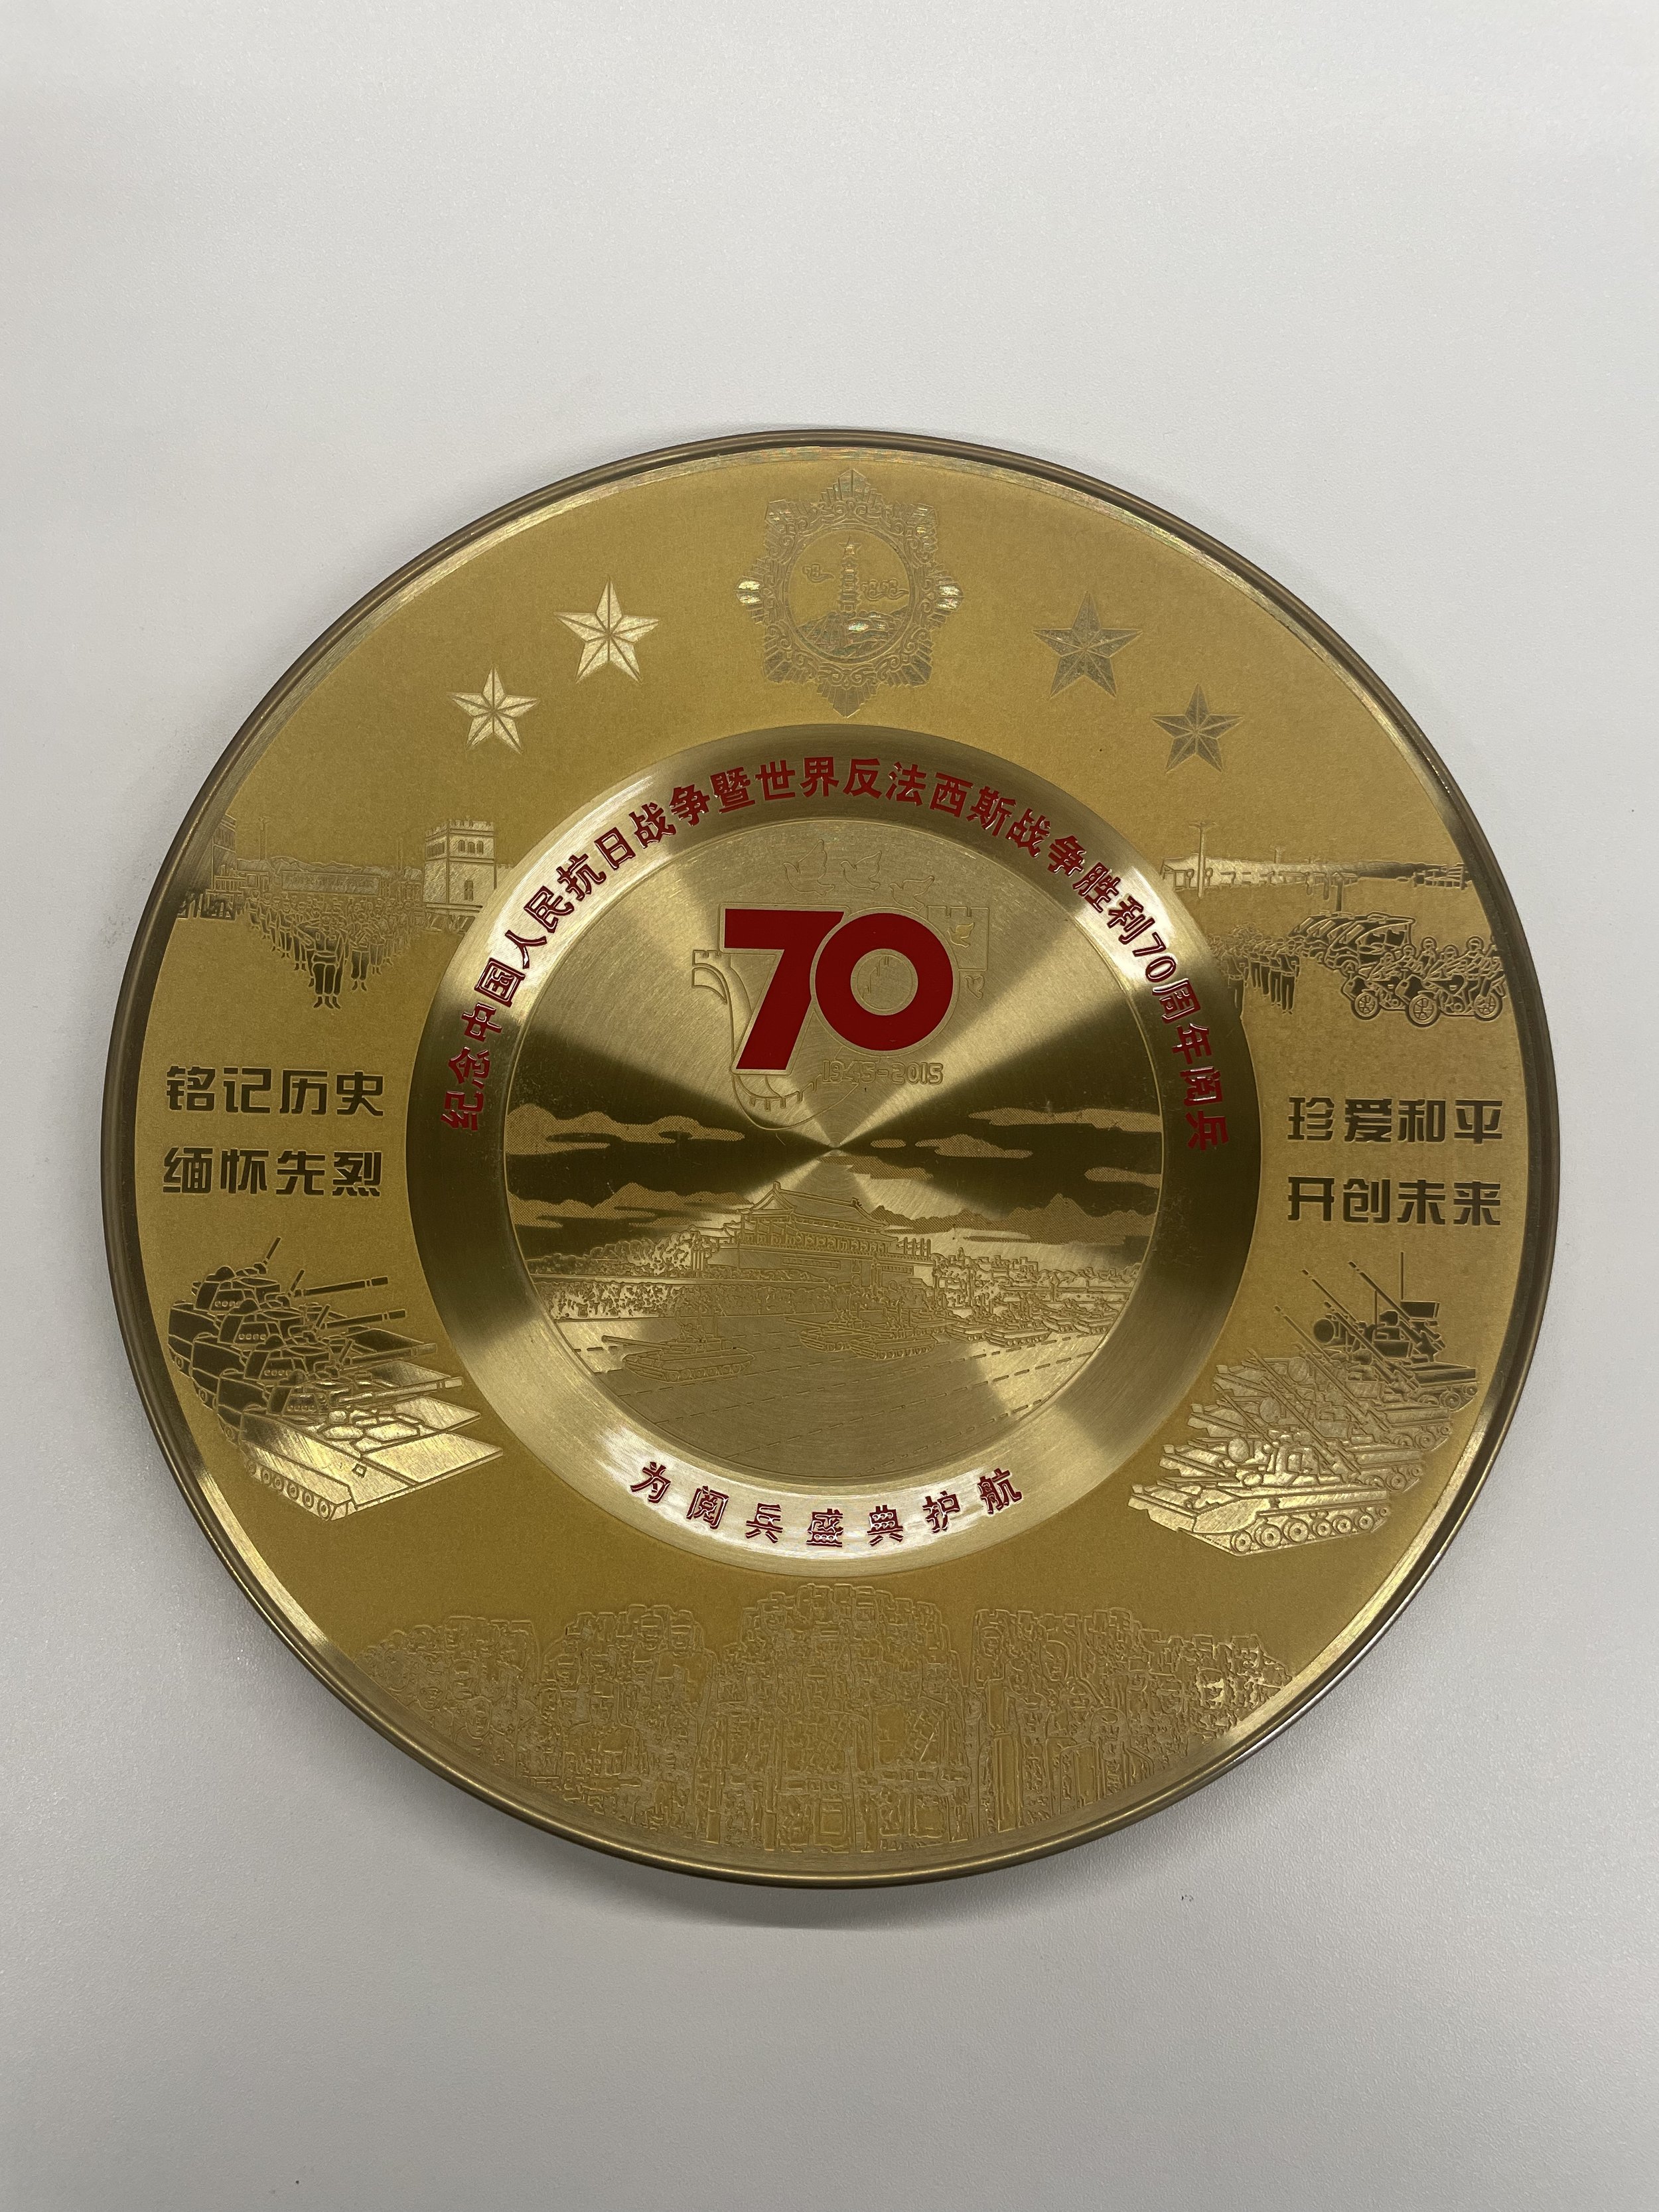 纪念中国人民抗日战争暨世界反法西斯战争胜利70周年阅兵
70
1945-2015
铭记历史
缅怀先烈
珍爱和平
开创未来
为阅兵盛典护航